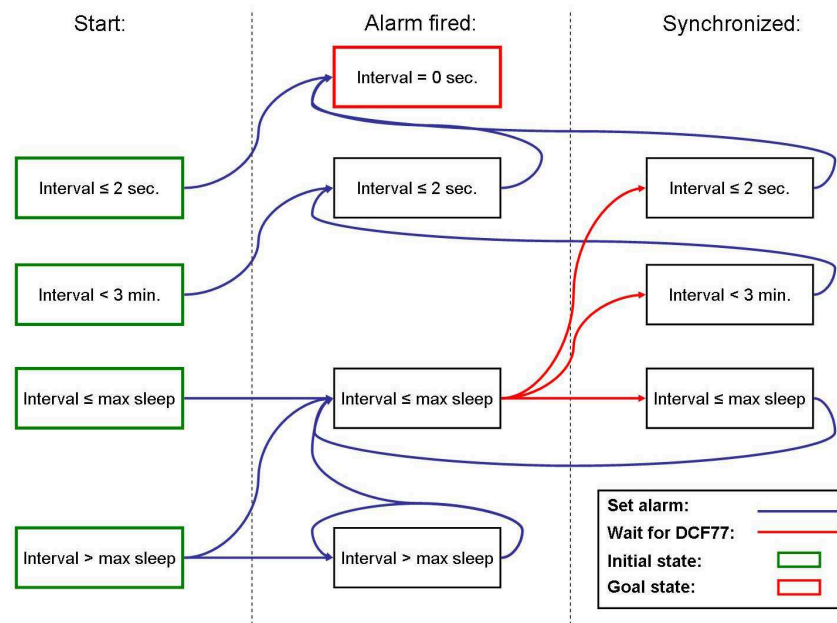 Start:
Alarm fired:
Synchronized:
Interval = 0 sec.
Interval ≤ 2 sec.
Interval ≤ 2 sec.
Interval ≤ 2 sec.
Interval < 3 min.
Interval < 3 min.
Interval ≤ max sleep
Interval ≤ max sleep
Interval ≤ max sleep
Interval > max sleep
Interval > max sleep
Set alarm:
Wait for DCF77:
Initial state:
Goal state: